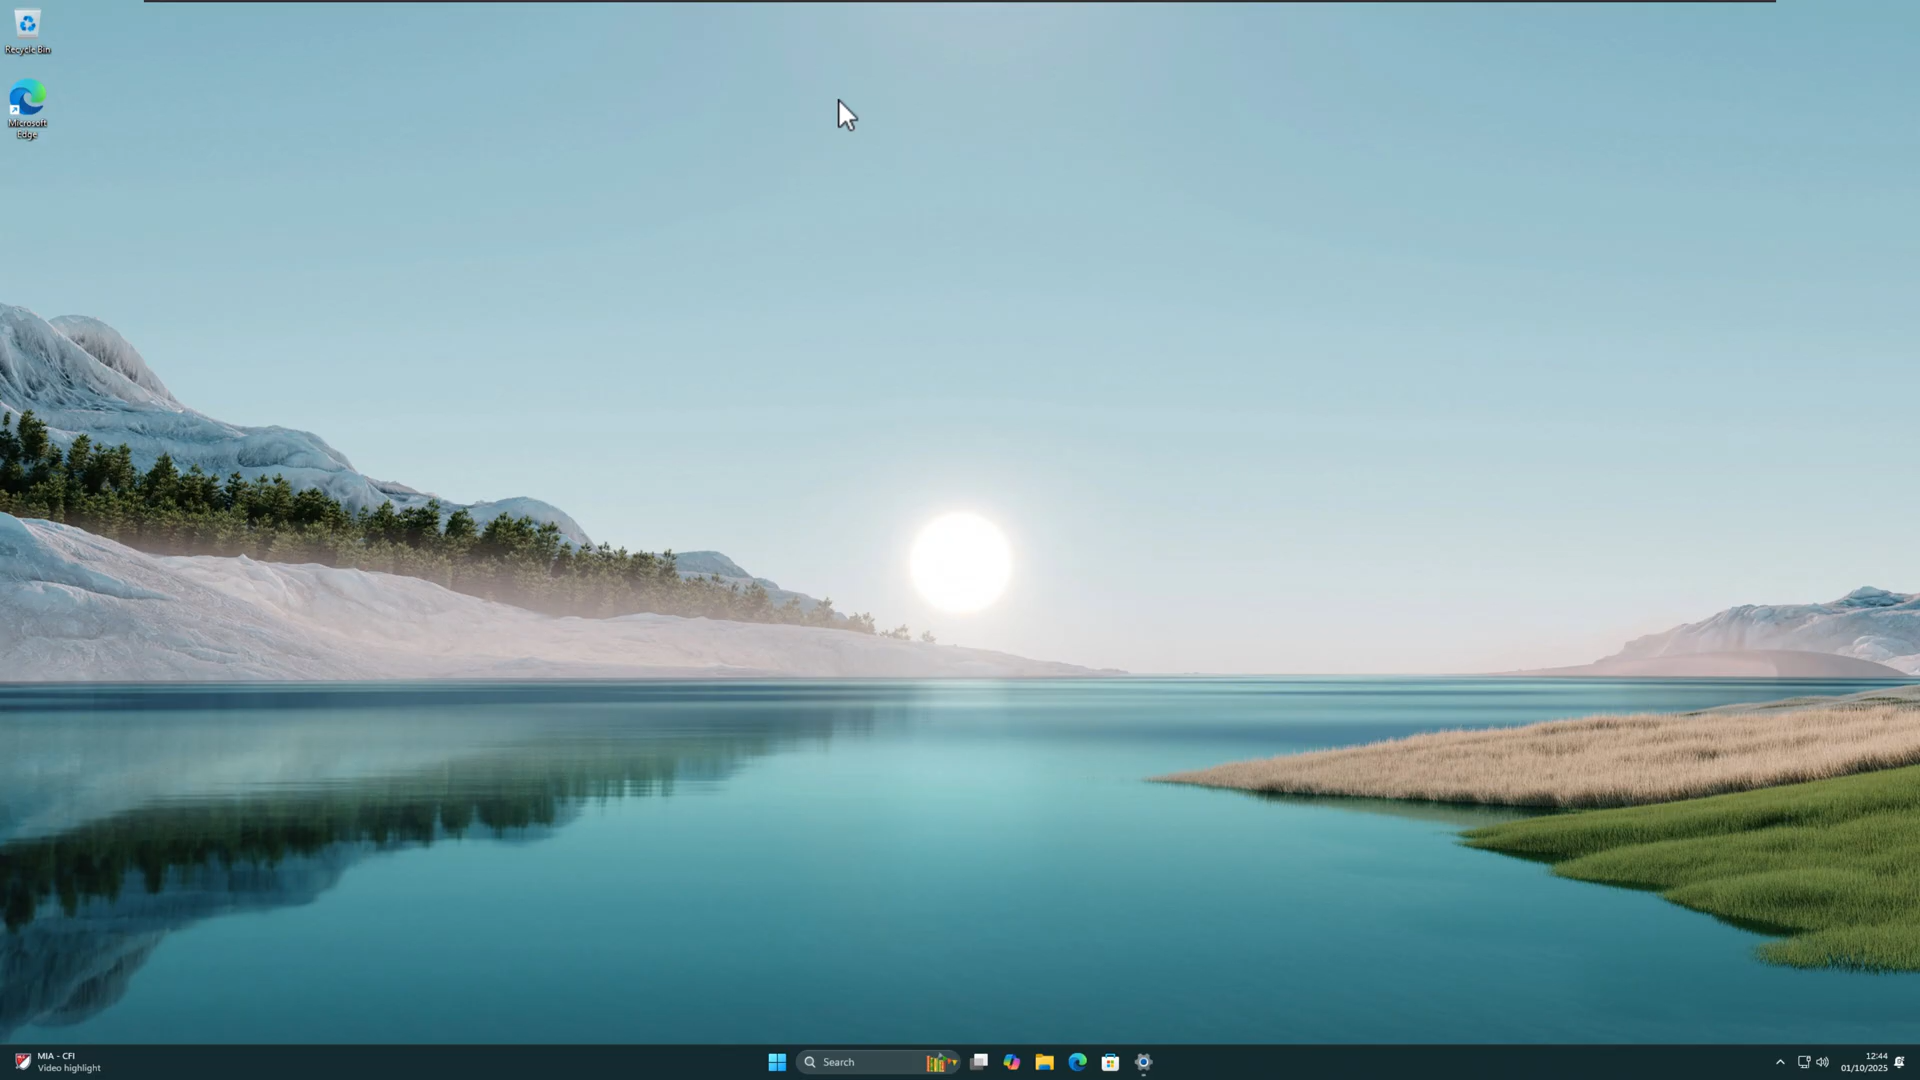 Recycle Bin
Microsoft
Edge
MIA - CFI
Video highlight
Search
12:44
01/10/2025